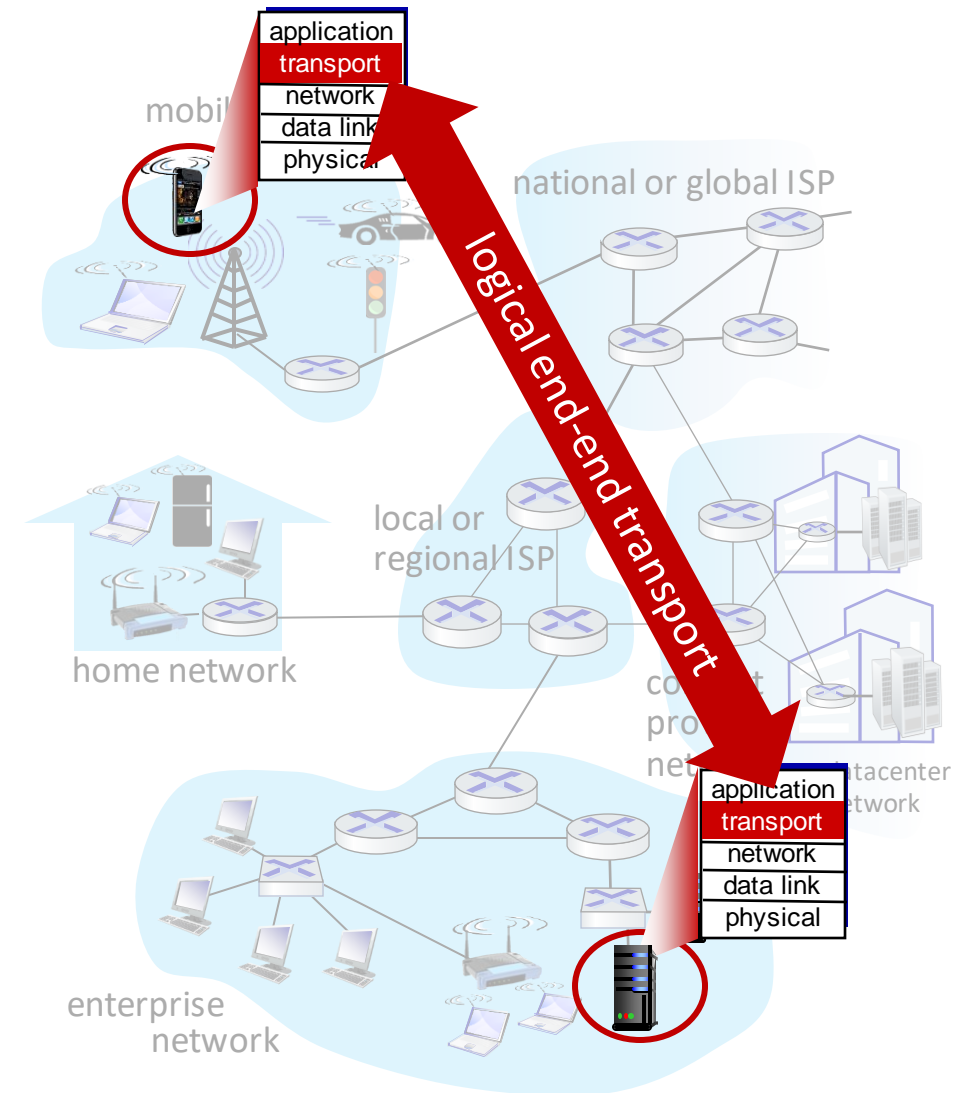 application
transport
network
data link
physical
national or global ISP
logical end-end transport
local or
regional ISP
home network
network
application
transport
network
data link
physical
enterprise
network